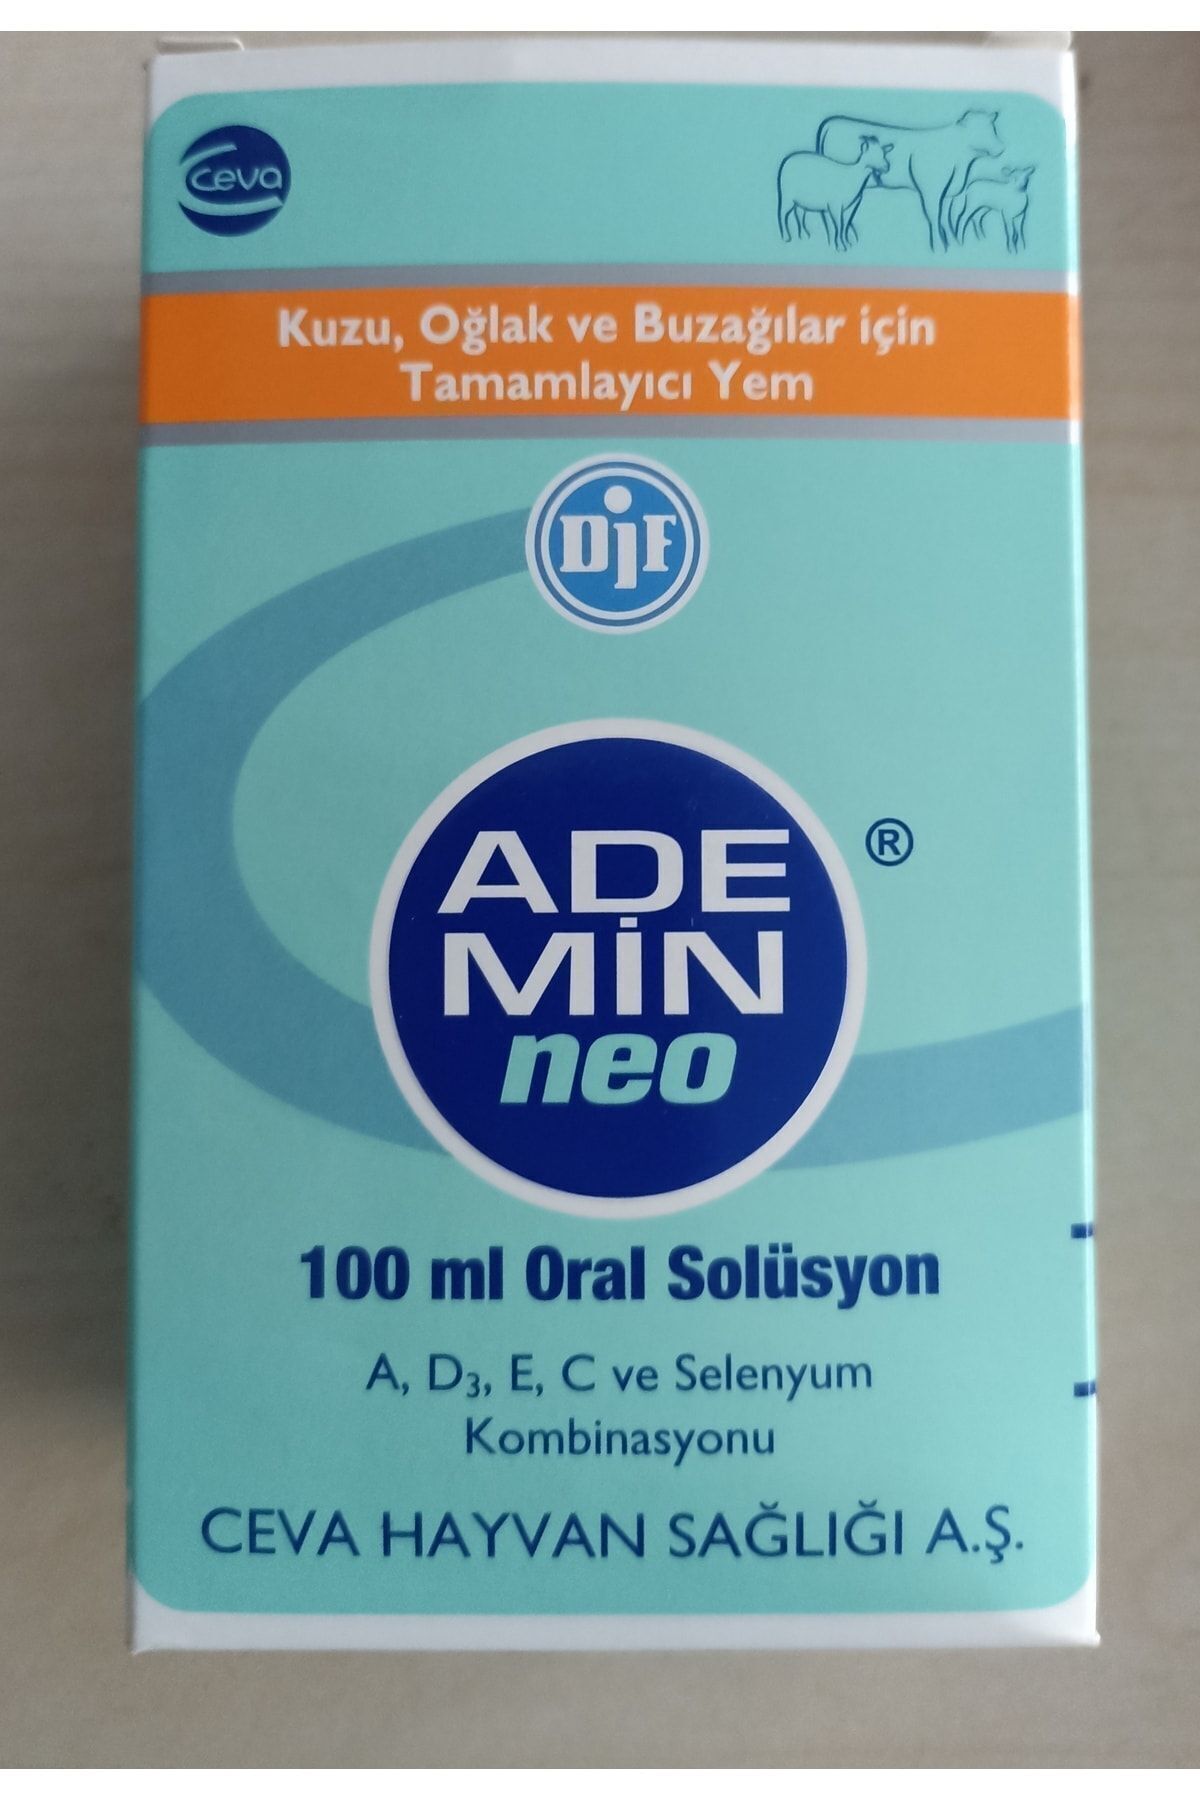 ceva
Kuzu, Oğlak ve Buzağılar için
Tamamlayıcı Yem
DİF
ADE
MİN
neo
®
100 ml Oral Solüsyon
A, D₃, E, C ve Selenyum
Kombinasyonu
CEVA HAYVAN SAĞLIĞI A.Ş.